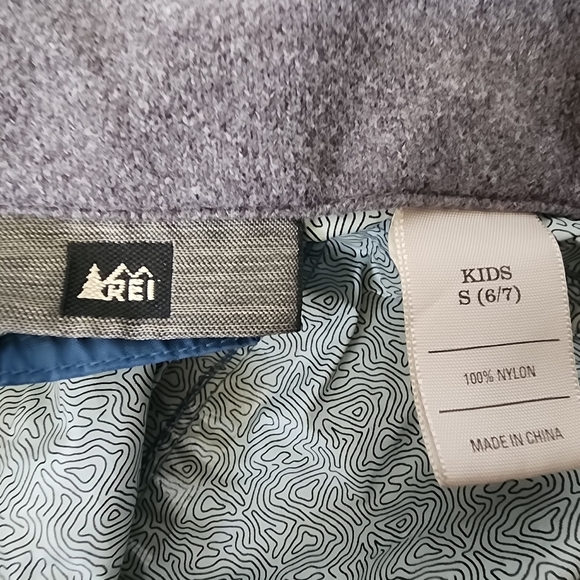 REI
KIDS
S (6/7)
100% NYLON
MADE IN CHINA